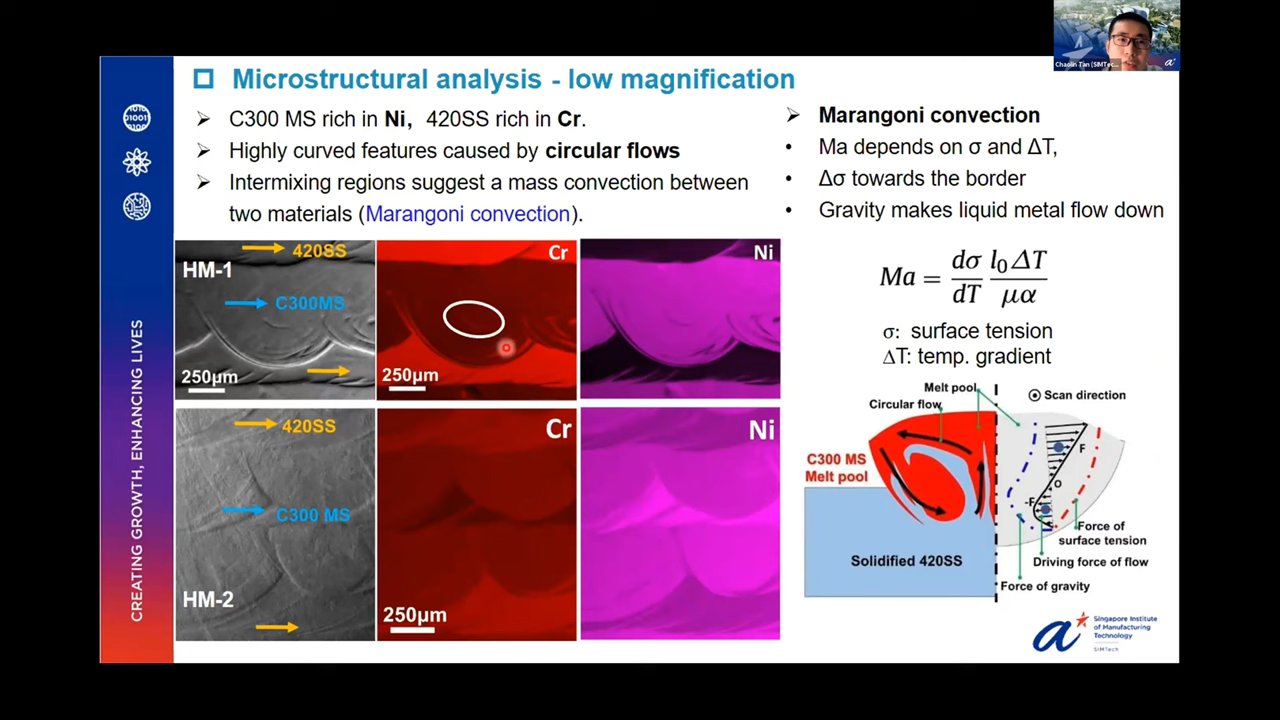 Chaolin Tan (SIMTec...
CREATING GROWTH, ENHANCING LIVES
Microstructural analysis - low magnification
C300 MS rich in Ni, 420SS rich in Cr.
Highly curved features caused by circular flows
Intermixing regions suggest a mass convection between
two materials (Marangoni convection).
Marangoni convection
Ma depends on σ and ΔT,
Δσ towards the border
Gravity makes liquid metal flow down
Ma = dσ/dT l₀ΔT/μα
σ: surface tension
ΔT: temp. gradient
420SS
HM-1
C300MS
250μm
Cr
250μm
Ni
420SS
C300 MS
HM-2
Cr
250μm
Ni
Melt pool
Circular flow
Scan direction
C300 MS
Melt pool
F
O
-F
Solidified 420SS
Force of
surface tension
Driving force of flow
Force of gravity
Singapore Institute
of Manufacturing
Technology
SIMTech